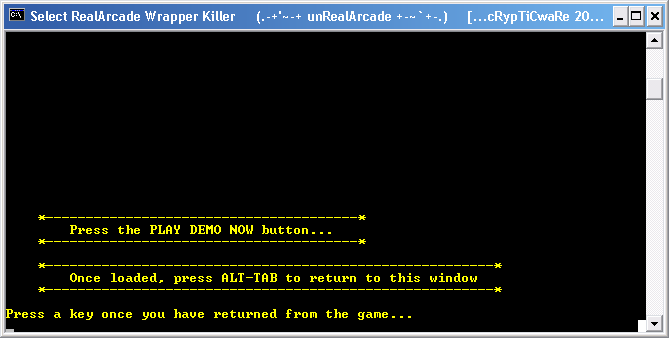 Select RealArcade Wrapper Killer (.-+'~-+ unRealArcade +-~`+-.) [...cRypTiCwaRe 20...
*----------------------------------------*
Press the PLAY DEMO NOW button...
*----------------------------------------*
*---------------------------------------------------------*
Once loaded, press ALT-TAB to return to this window
*---------------------------------------------------------*
Press a key once you have returned from the game...